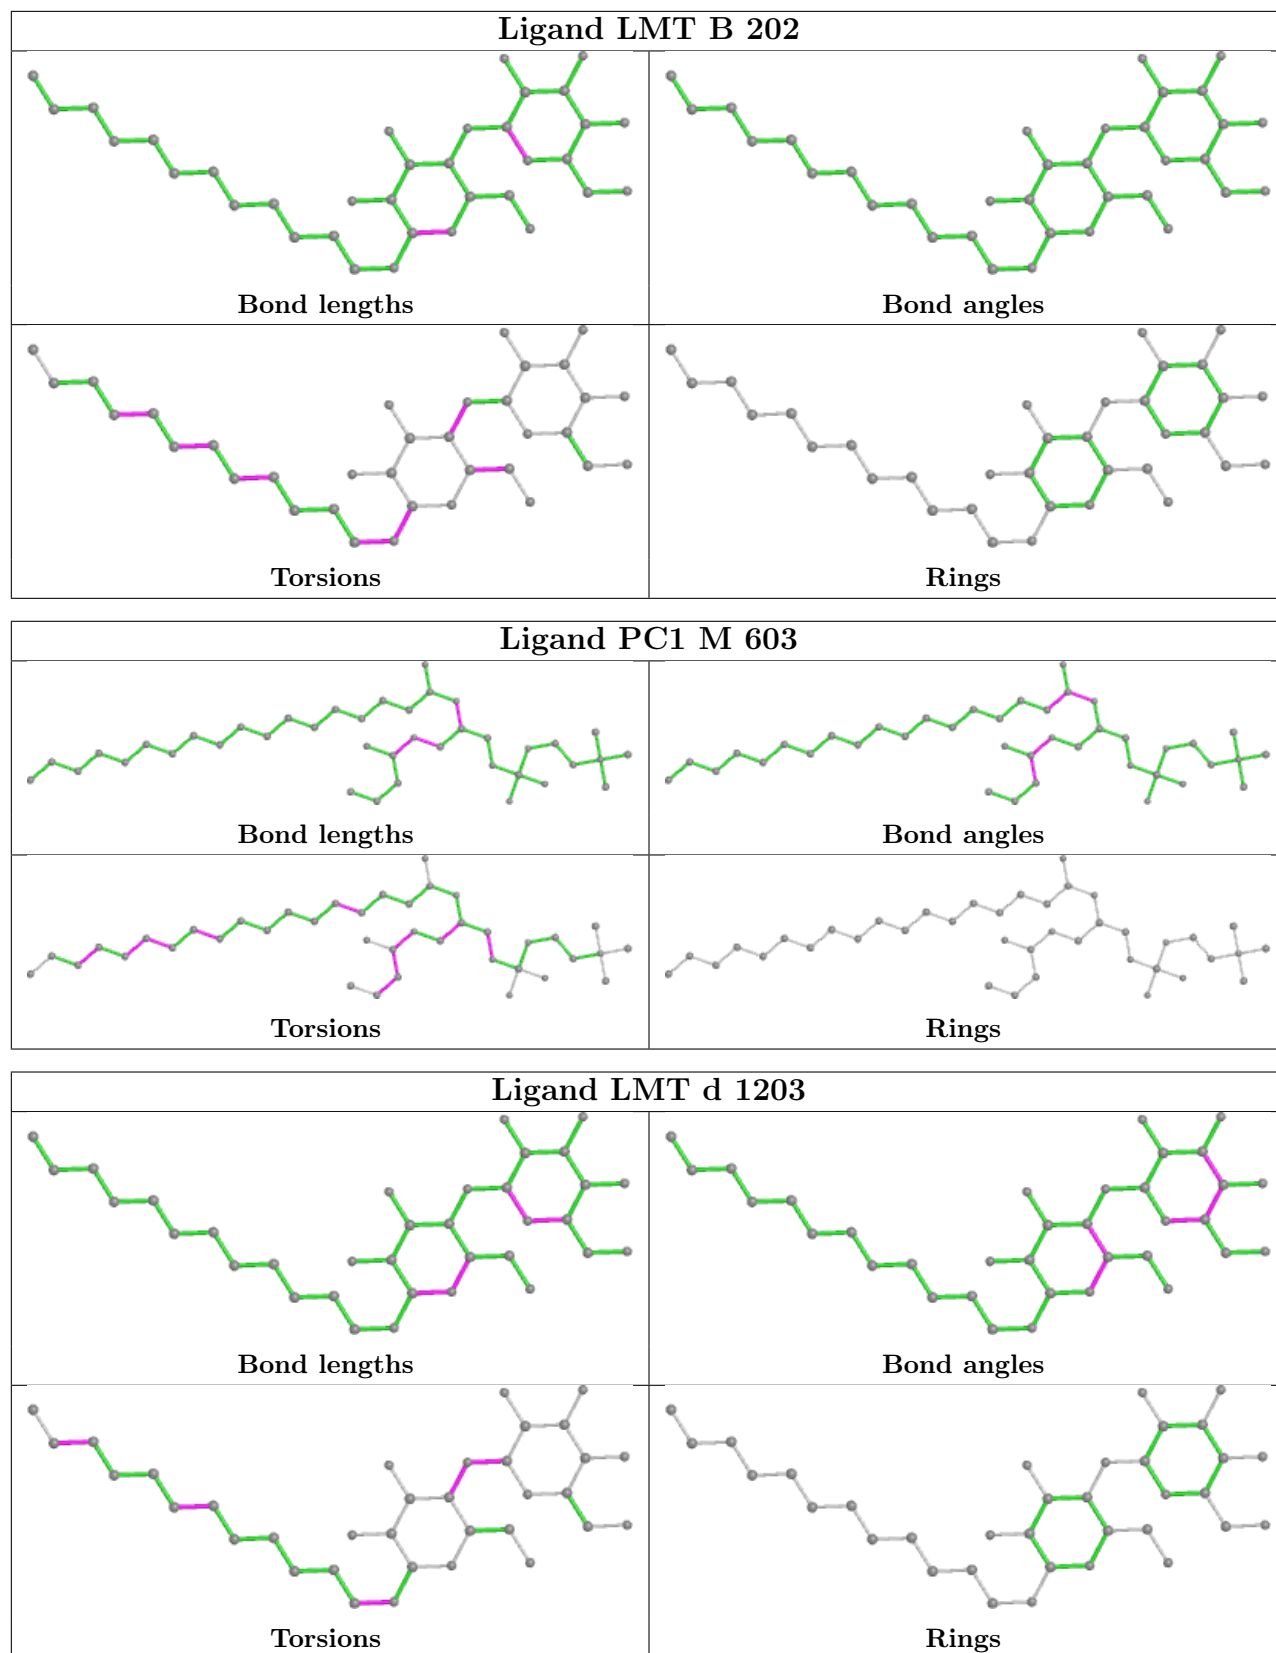 Ligand LMT B 202
Bond lengths
Bond angles
Torsions
Rings
Ligand PC1 M 603
Bond lengths
Bond angles
Torsions
Rings
Ligand LMT d 1203
Bond lengths
Bond angles
Torsions
Rings